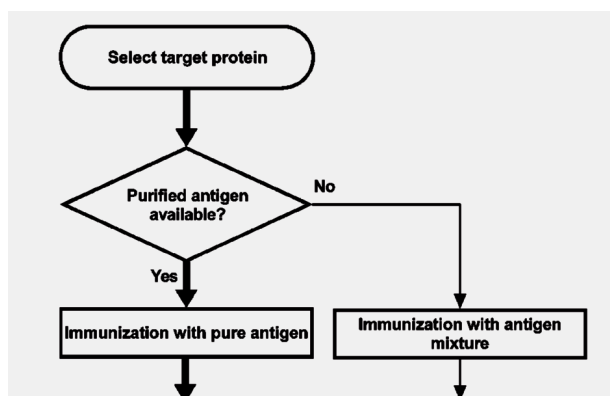 Select target protein
Purified antigen
available?
No
Yes
Immunization with pure antigen
Immunization with antigen
mixture